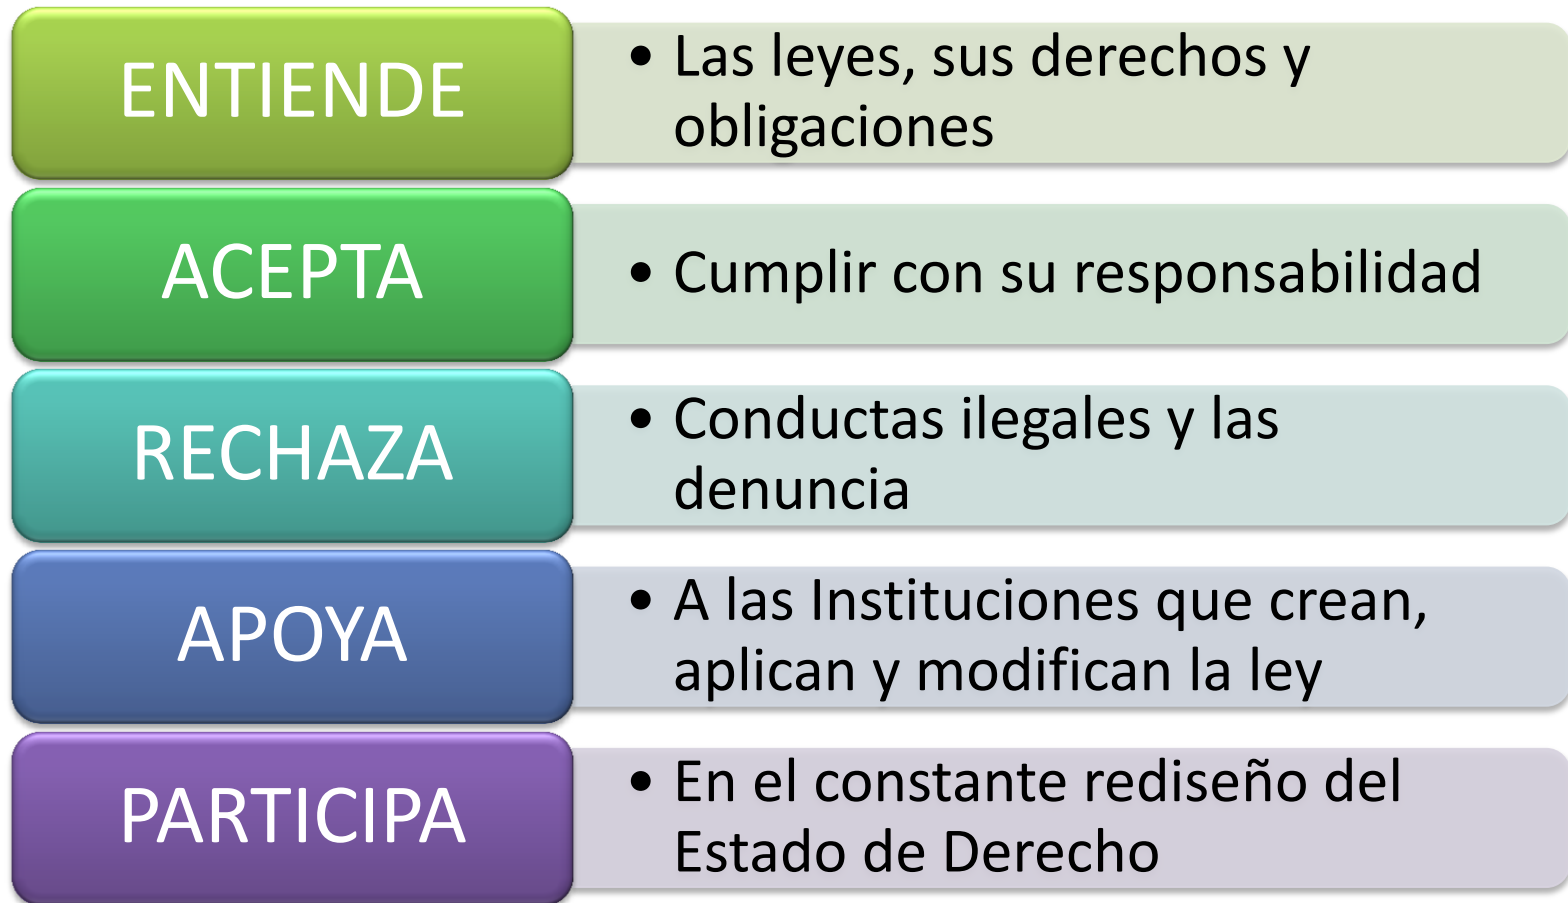 ENTIENDE
• Las leyes, sus derechos y
obligaciones
ACEPTA
• Cumplir con su responsabilidad
RECHAZA
• Conductas ilegales y las
denuncia
APOYA
• A las Instituciones que crean,
aplican y modifican la ley
PARTICIPA
• En el constante rediseño del
Estado de Derecho